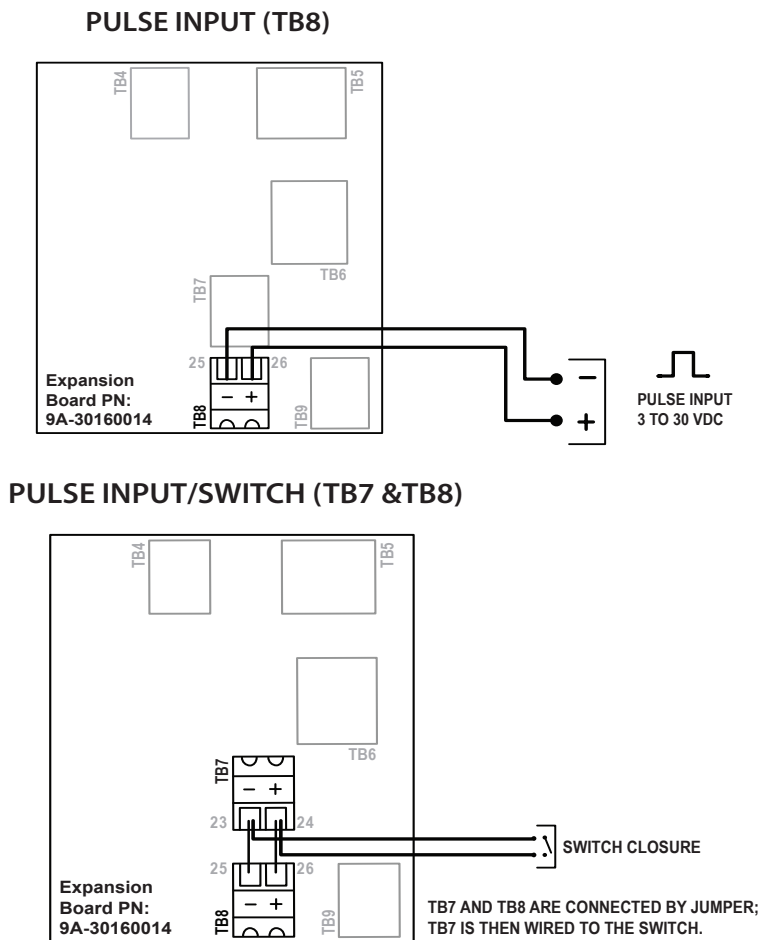 PULSE INPUT (TB8)
TB4
TB5
TB6
TB7
25
26
Expansion
Board PN:
9A-30160014
TB8
− +
TB9
−
+
PULSE INPUT
3 TO 30 VDC
PULSE INPUT/SWITCH (TB7 &TB8)
TB4
TB5
TB6
TB7
− +
23
24
SWITCH CLOSURE
25
26
Expansion
Board PN:
9A-30160014
TB8
− +
TB9
TB7 AND TB8 ARE CONNECTED BY JUMPER;
TB7 IS THEN WIRED TO THE SWITCH.